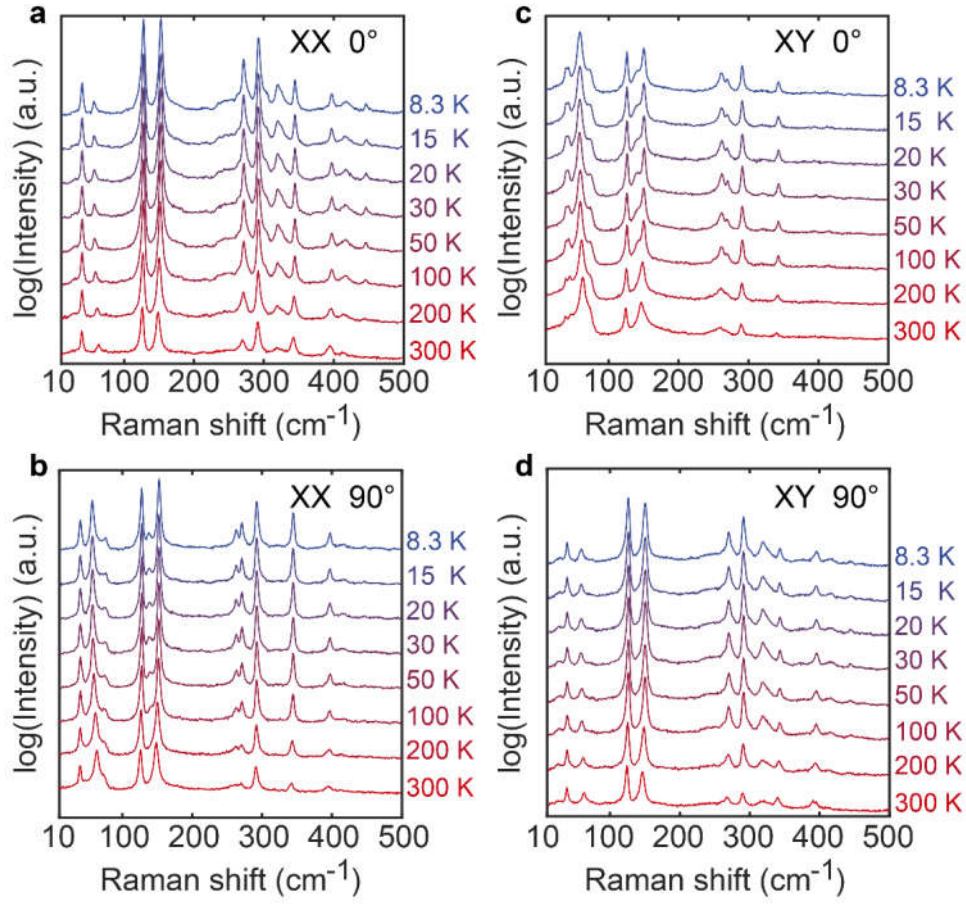 a
XX 0°
log(Intensity) (a.u.)
8.3 K
15 K
20 K
30 K
50 K
100 K
200 K
300 K
10 100 200 300 400 500
Raman shift (cm-1)
c
XY 0°
log(Intensity) (a.u.)
8.3 K
15 K
20 K
30 K
50 K
100 K
200 K
300 K
10 100 200 300 400 500
Raman shift (cm-1)
b
XX 90°
log(Intensity) (a.u.)
8.3 K
15 K
20 K
30 K
50 K
100 K
200 K
300 K
10 100 200 300 400 500
Raman shift (cm-1)
d
XY 90°
log(Intensity) (a.u.)
8.3 K
15 K
20 K
30 K
50 K
100 K
200 K
300 K
10 100 200 300 400 500
Raman shift (cm-1)